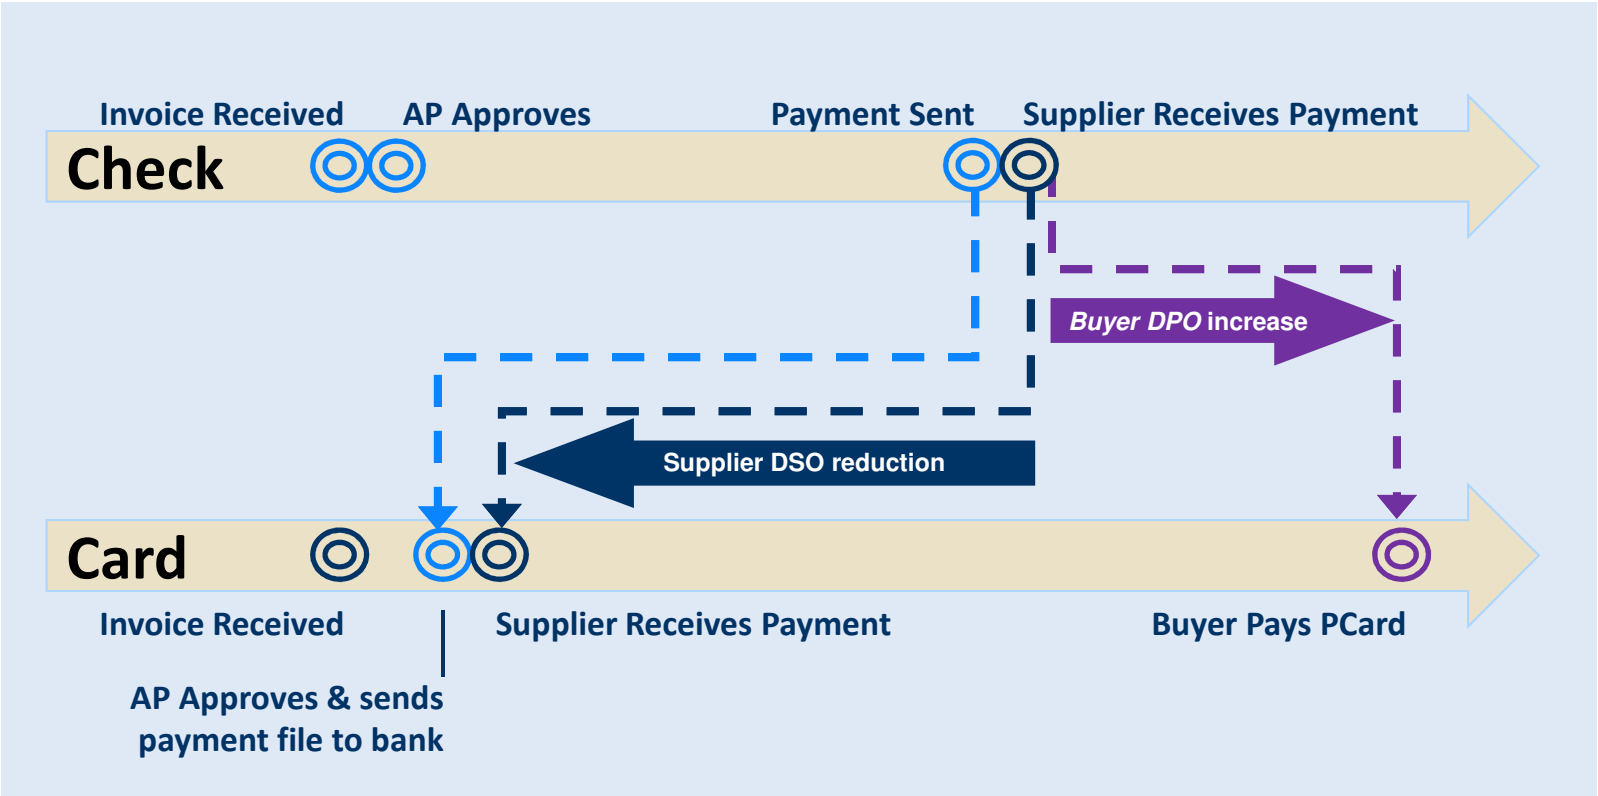 Invoice Received
AP Approves
Payment Sent
Supplier Receives Payment
Check
Buyer DPO increase
Supplier DSO reduction
Card
Invoice Received
Supplier Receives Payment
Buyer Pays PCard
AP Approves & sends
payment file to bank